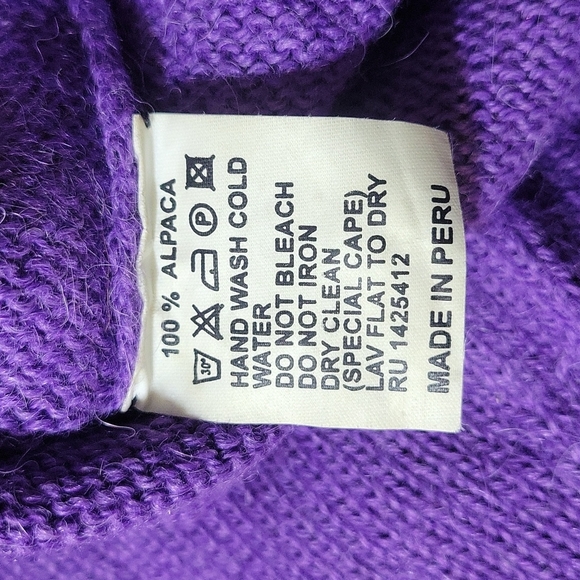 100 % ALPACA
30°
P
HAND WASH COLD
WATER
DO NOT BLEACH
DO NOT IRON
DRY CLEAN
(SPECIAL CAPE)
LAV FLAT TO DRY
RU 1425412
MADE IN PERU